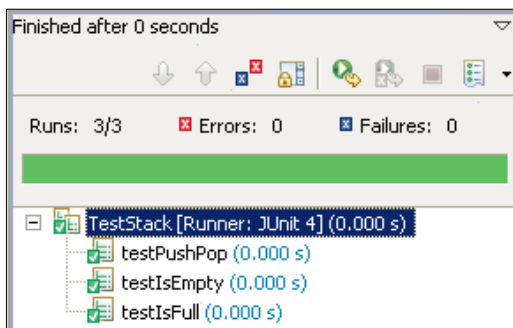 Finished after 0 seconds
Runs: 3/3 Errors: 0 Failures: 0
TestStack [Runner: JUnit 4] (0.000 s)
testPushPop (0.000 s)
testIsEmpty (0.000 s)
testIsFull (0.000 s)